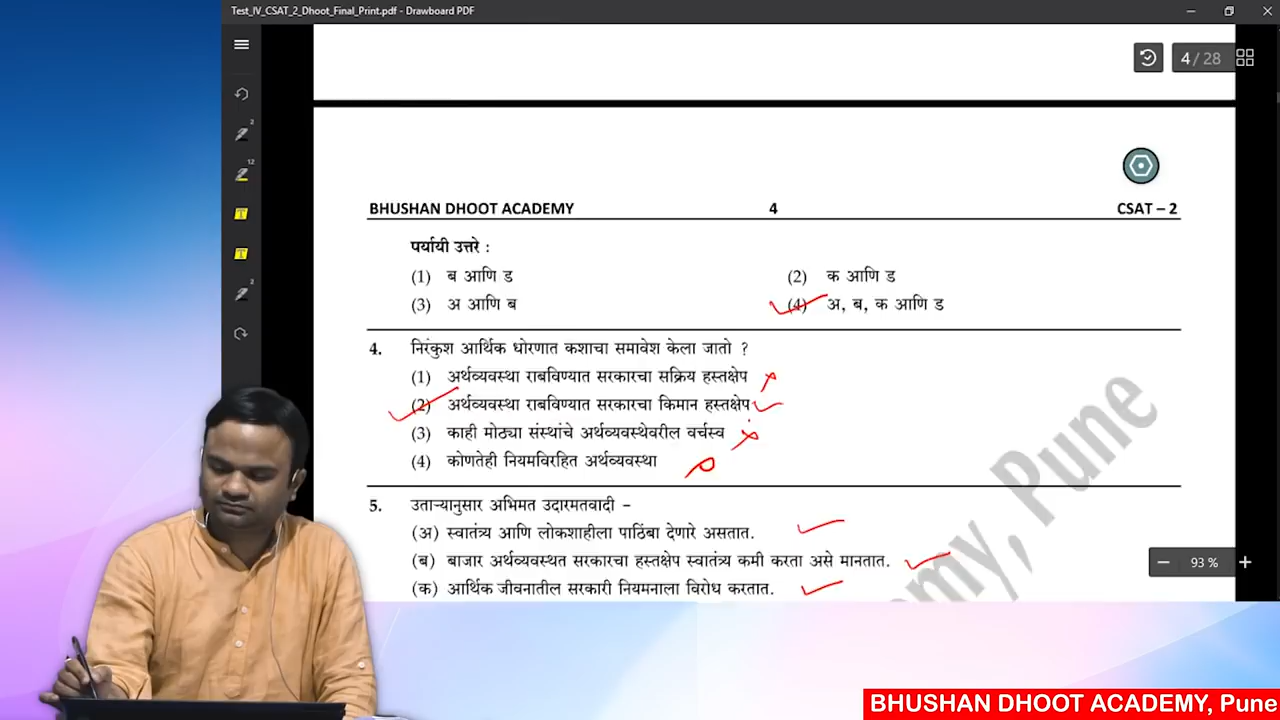 Test_IV_CSAT_2_Dhoot_Final_Print.pdf - Drawboard PDF
4 / 28
2
12
T
T
2
BHUSHAN DHOOT ACADEMY 4 CSAT – 2
पर्यायी उत्तरे :
(1) ब आणि ड (2) क आणि ड
(3) अ आणि ब (4) अ, ब, क आणि ड
4. निरंकुश आर्थिक धोरणात कशाचा समावेश केला जातो ?
(1) अर्थव्यवस्था राबविण्यात सरकारचा सक्रिय हस्तक्षेप
(2) अर्थव्यवस्था राबविण्यात सरकारचा किमान हस्तक्षेप
(3) काही मोठ्या संस्थांचे अर्थव्यवस्थेवरील वर्चस्व
(4) कोणतेही नियमविरहित अर्थव्यवस्था
5. उताऱ्यानुसार अभिमत उदारमतवादी –
(अ) स्वातंत्र्य आणि लोकशाहीला पाठिंबा देणारे असतात.
(ब) बाजार अर्थव्यवस्थत सरकारचा हस्तक्षेप स्वातंत्र्य कमी करता असे मानतात.
(क) आर्थिक जीवनातील सरकारी नियमनाला विरोध करतात.
93 %
BHUSHAN DHOOT ACADEMY, Pune